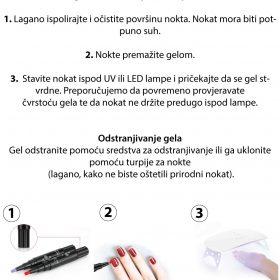 1. Lagano ispolirajte i očistite površinu nokta. Nokat mora biti pot-
puno suh.
2. Nokte premažite gelom.
3. Stavite nokat ispod UV ili LED lampe i pričekajte da se gel st-
vrdne. Preporučujemo da povremeno provjeravate
čvrstoću gela te da nokat ne držite predugo ispod lampe.
Odstranjivanje gela
Gel odstranite pomoću sredstva za odstranjivanje ili ga uklonite
pomoću turpije za nokte
(lagano, kako ne biste oštetili prirodni nokat).
1 2 3